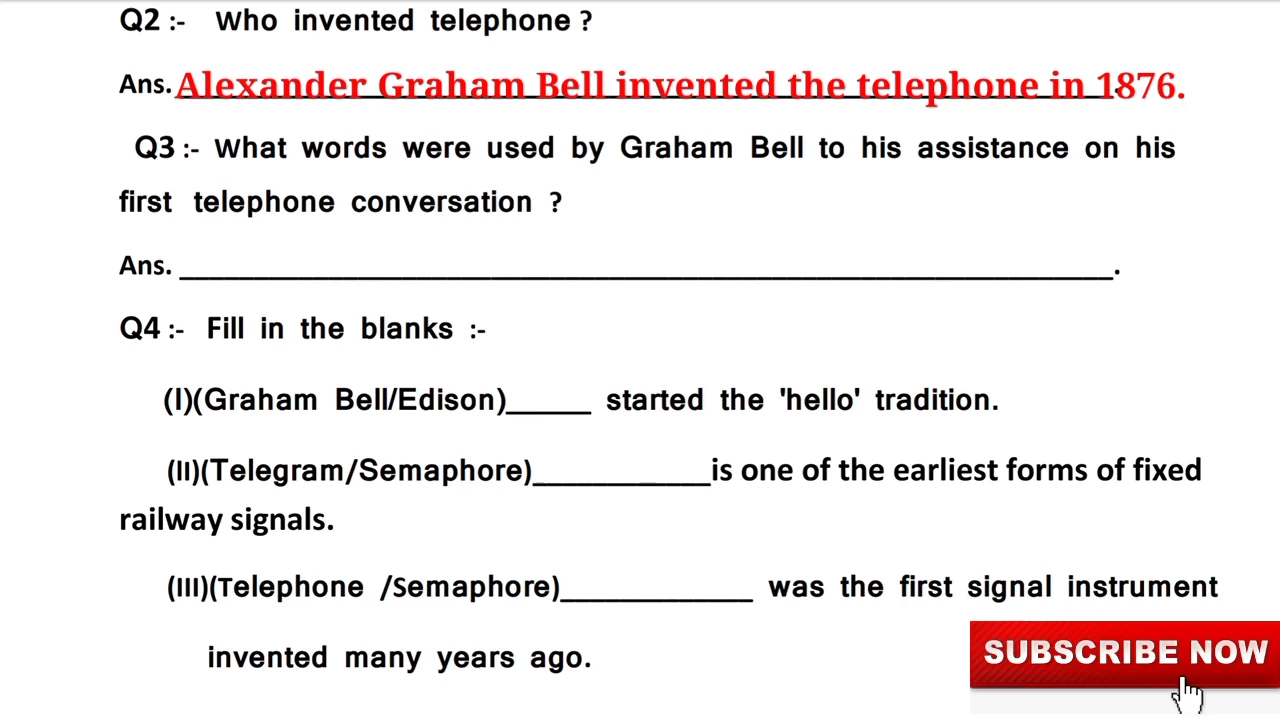 Q2 :- Who invented telephone ?
Ans. Alexander Graham Bell invented the telephone in 1876.
Q3 :- What words were used by Graham Bell to his assistance on his
first telephone conversation ?
Ans. ______________________________________________.
Q4 :- Fill in the blanks :-
(I)(Graham Bell/Edison)_____ started the 'hello' tradition.
(II)(Telegram/Semaphore)___________is one of the earliest forms of fixed
railway signals.
(III)(Telephone /Semaphore)____________ was the first signal instrument
invented many years ago.
SUBSCRIBE NOW